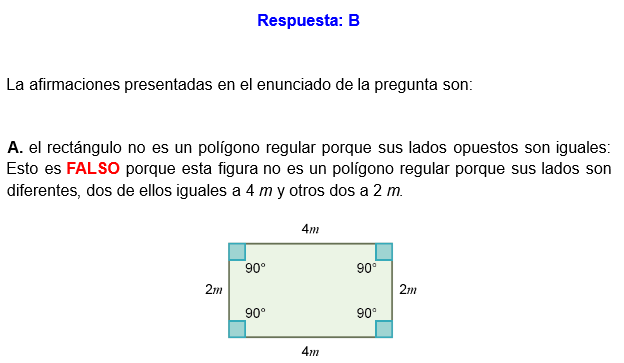 Respuesta: B
La afirmaciones presentadas en el enunciado de la pregunta son:
A. el rectángulo no es un polígono regular porque sus lados opuestos son iguales:
Esto es FALSO porque esta figura no es un polígono regular porque sus lados son
diferentes, dos de ellos iguales a 4 m y otros dos a 2 m.
4m
90° 90°
2m 2m
90° 90°
4m